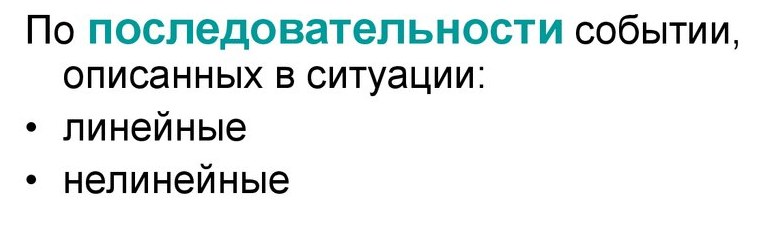 По последовательности событии,
описанных в ситуации:
• линейные
• нелинейные